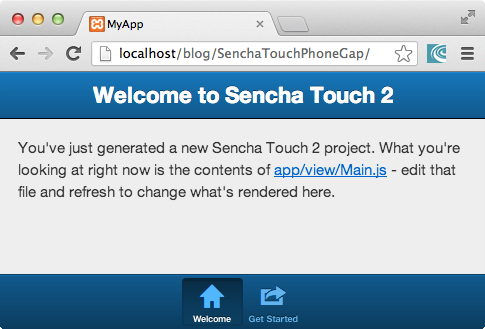 MyApp
localhost/blog/SenchaTouchPhoneGap/
Welcome to Sencha Touch 2
You've just generated a new Sencha Touch 2 project. What you're
looking at right now is the contents of app/view/Main.js - edit that
file and refresh to change what's rendered here.
Welcome
Get Started